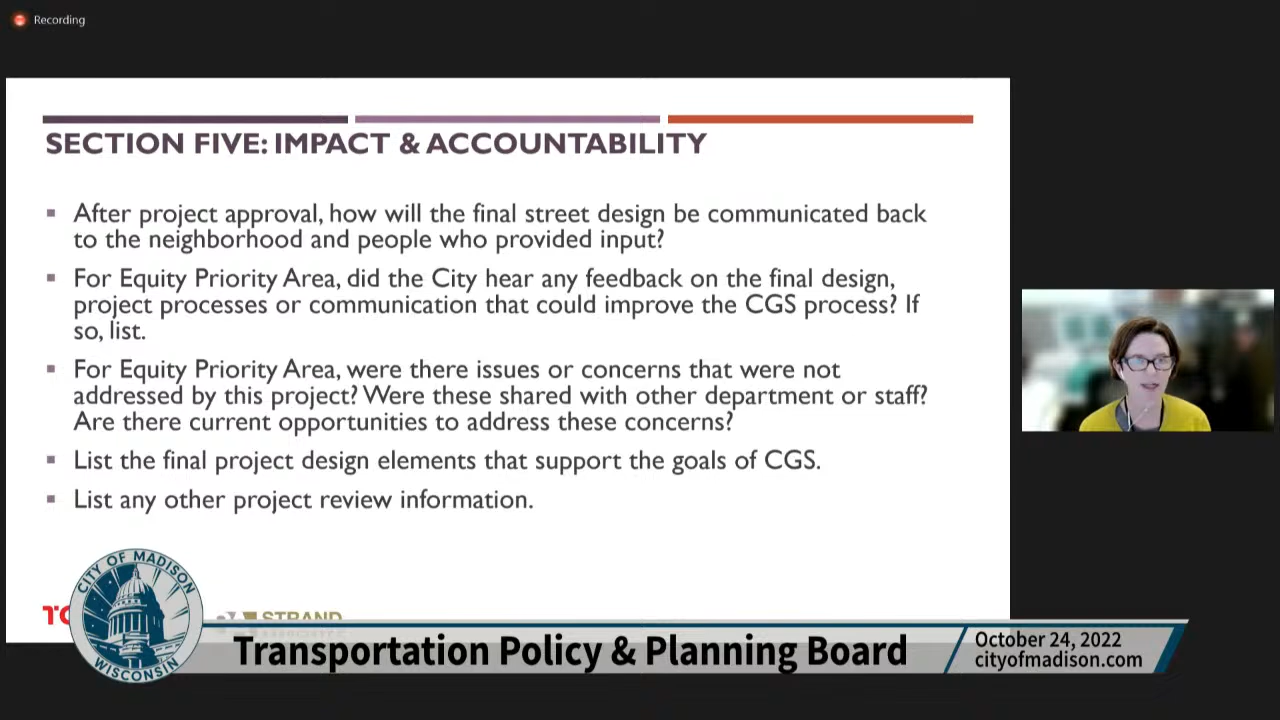 Recording
SECTION FIVE: IMPACT & ACCOUNTABILITY
▪ After project approval, how will the final street design be communicated back
to the neighborhood and people who provided input?
▪ For Equity Priority Area, did the City hear any feedback on the final design,
project processes or communication that could improve the CGS process? If
so, list.
▪ For Equity Priority Area, were there issues or concerns that were not
addressed by this project? Were these shared with other department or staff?
Are there current opportunities to address these concerns?
▪ List the final project design elements that support the goals of CGS.
▪ List any other project review information.
CITY OF MADISON
WISCONSIN
STRAND
Transportation Policy & Planning Board
October 24, 2022
cityofmadison.com